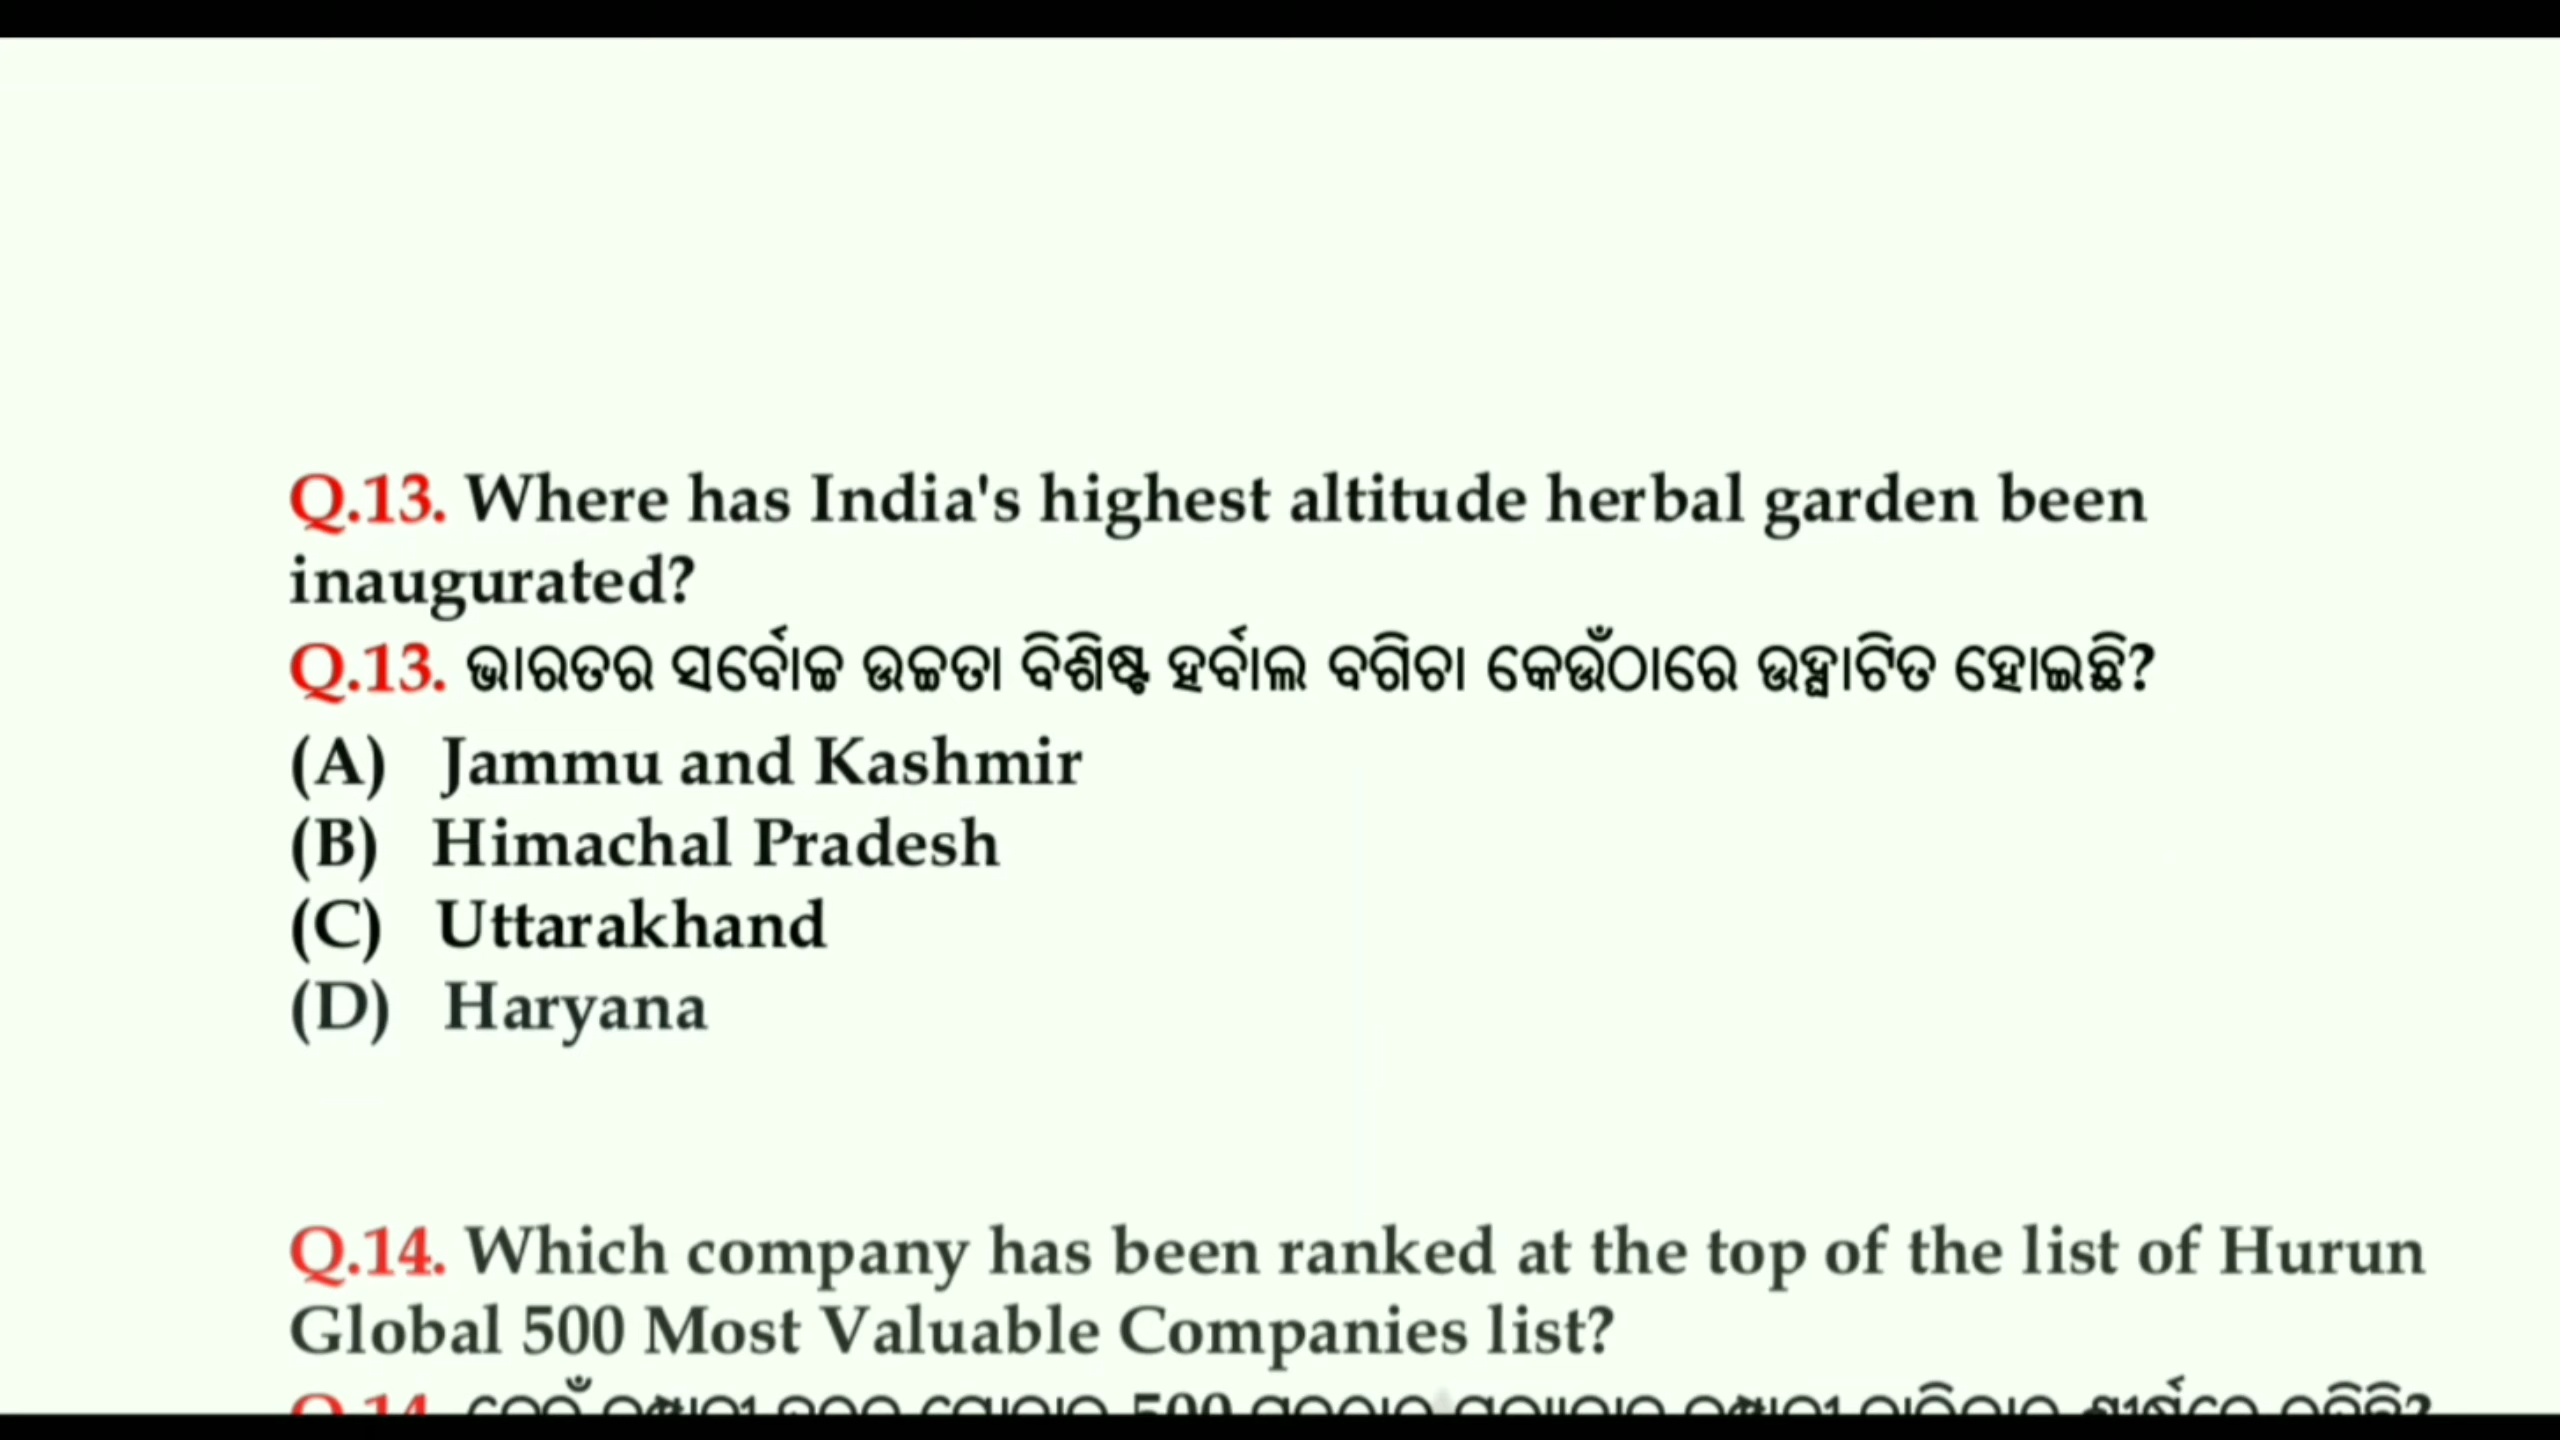 Q.13. Where has India's highest altitude herbal garden been
inaugurated?
Q.13. ଭାରତର ସର୍ବୋଚ୍ଚ ଉଚ୍ଚତା ବିଶିଷ୍ଟ ହର୍ବାଲ ବଗିଚା କେଉଁଠାରେ ଉଦ୍ଘାଟିତ ହୋଇଛି?
(A) Jammu and Kashmir
(B) Himachal Pradesh
(C) Uttarakhand
(D) Haryana
Q.14. Which company has been ranked at the top of the list of Hurun
Global 500 Most Valuable Companies list?
Q.14. 500